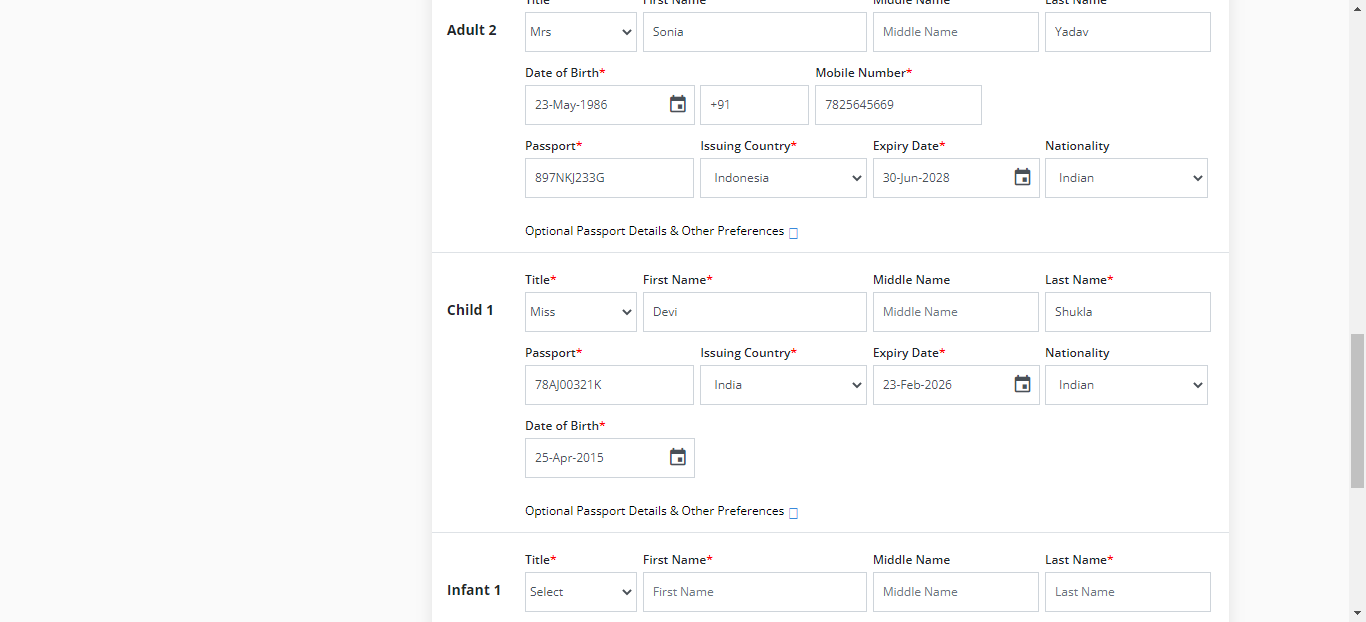 Title First Name Middle Name Last Name
Adult 2 Mrs Sonia Middle Name Yadav
Date of Birth* Mobile Number*
23-May-1986 +91 7825645669
Passport* Issuing Country* Expiry Date* Nationality
897NKJ233G Indonesia 30-Jun-2028 Indian
Optional Passport Details & Other Preferences
Title* First Name* Middle Name Last Name*
Child 1 Miss Devi Middle Name Shukla
Passport* Issuing Country* Expiry Date* Nationality
78AJ00321K India 23-Feb-2026 Indian
Date of Birth*
25-Apr-2015
Optional Passport Details & Other Preferences
Title* First Name* Middle Name Last Name*
Infant 1 Select First Name Middle Name Last Name